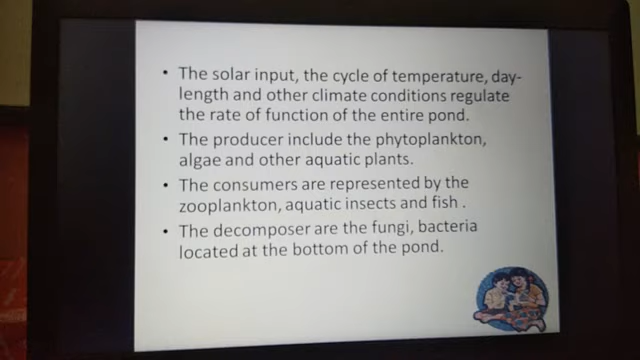 • The solar input, the cycle of temperature, day-
length and other climate conditions regulate
the rate of function of the entire pond.
• The producer include the phytoplankton,
algae and other aquatic plants.
• The consumers are represented by the
zooplankton, aquatic insects and fish .
• The decomposer are the fungi, bacteria
located at the bottom of the pond.